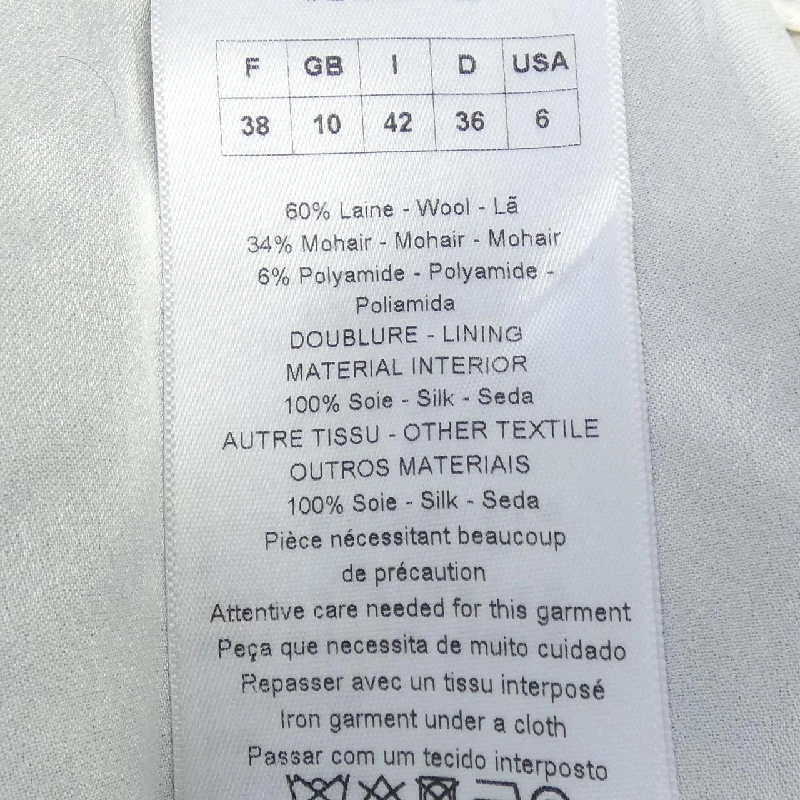 F GB I D USA
38 10 42 36 6
60% Laine - Wool - Lã
34% Mohair - Mohair - Mohair
6% Polyamide - Polyamide -
Poliamida
DOUBLURE - LINING
MATERIAL INTERIOR
100% Soie - Silk - Seda
AUTRE TISSU - OTHER TEXTILE
OUTROS MATERIAIS
100% Soie - Silk - Seda
Pièce nécessitant beaucoup
de précaution
Attentive care needed for this garment
Peça que necessita de muito cuidado
Repasser avec un tissu interposé
Iron garment under a cloth
Passar com um tecido interposto